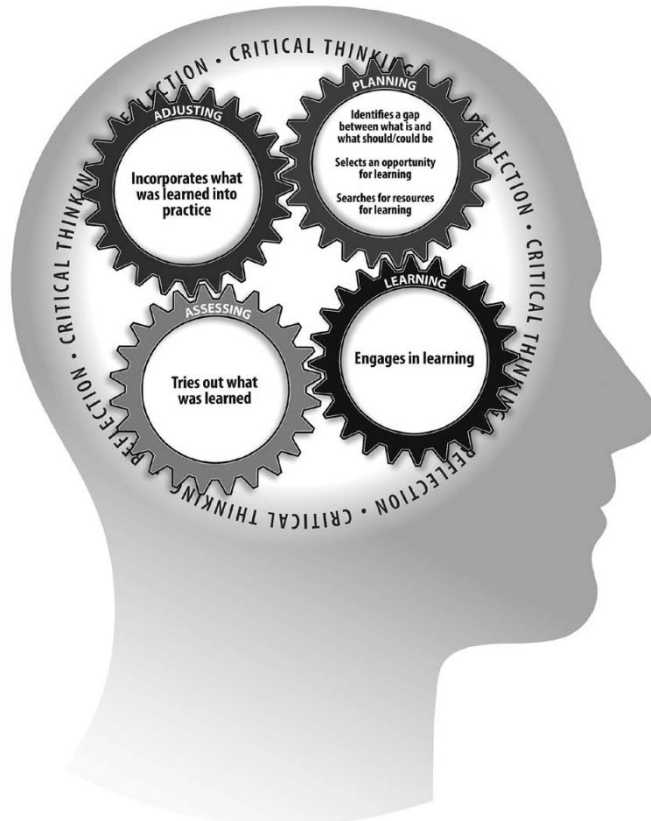 REFLECTION • CRITICAL THINKING
REFLECTION • CRITICAL THINKING
REFLECTION • CRITICAL THINKING
REFLECTION • CRITICAL THINKING
ADJUSTING
Incorporates what
was learned into
practice
PLANNING
Identifies a gap
between what is and
what should/could be
Selects an opportunity
for learning
Searches for resources
for learning
ASSESSING
Tries out what
was learned
LEARNING
Engages in learning